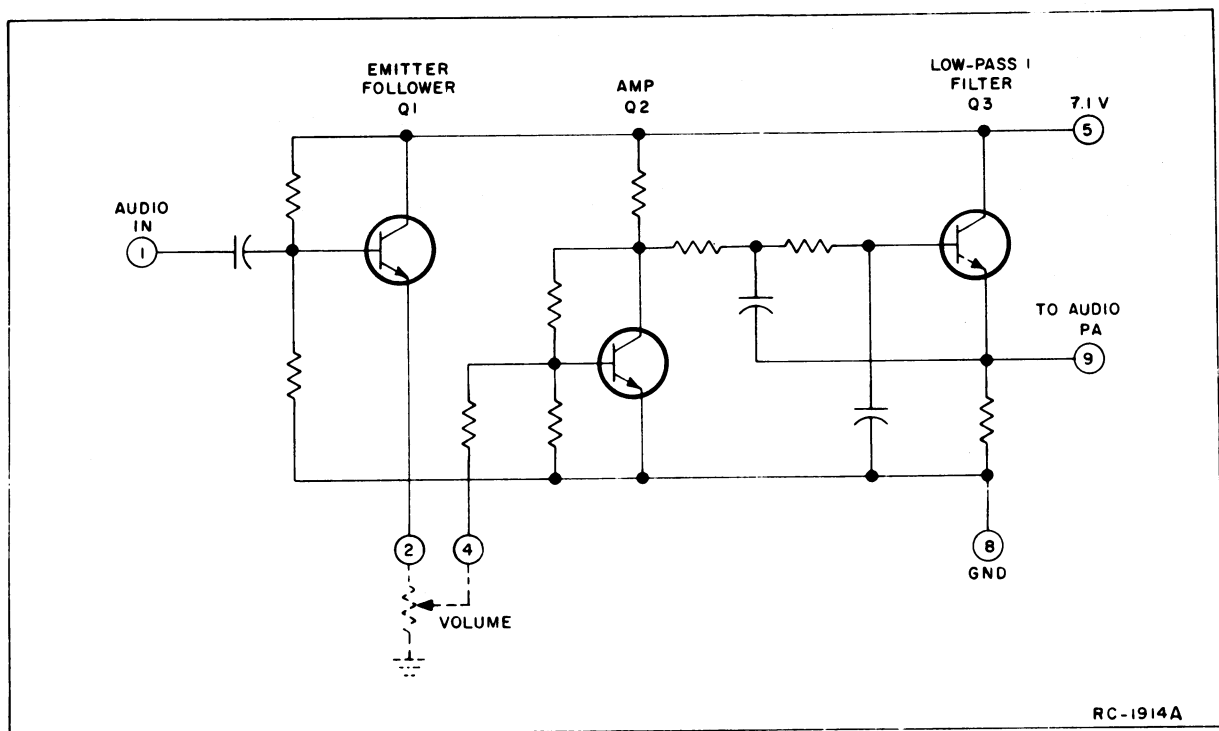 EMITTER
FOLLOWER
Q1
AMP
Q2
LOW-PASS
FILTER
Q3
7.1 V
5
AUDIO
IN
1
TO AUDIO
PA
9
2
4
8
GND
VOLUME
RC-1914A